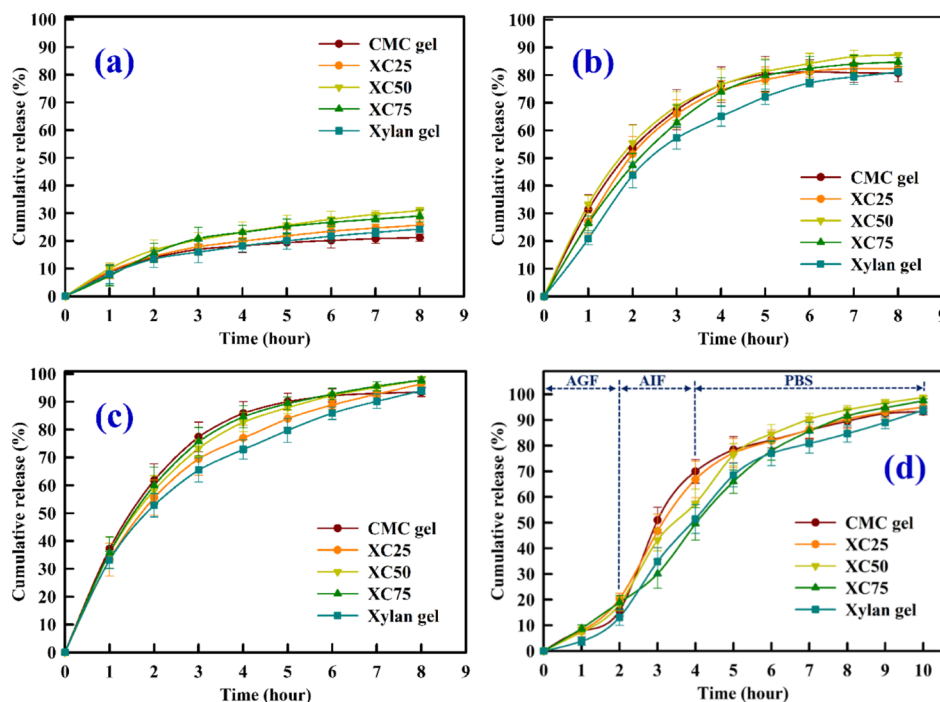 100
90
80
70
60
50
40
30
20
10
0
Cumulative release (%)
(a)
CMC gel
XC25
XC50
XC75
Xylan gel
0 1 2 3 4 5 6 7 8 9
Time (hour)
100
90
80
70
60
50
40
30
20
10
0
Cumulative release (%)
(b)
CMC gel
XC25
XC50
XC75
Xylan gel
0 1 2 3 4 5 6 7 8 9
Time (hour)
100
90
80
70
60
50
40
30
20
10
0
Cumulative release (%)
(c)
CMC gel
XC25
XC50
XC75
Xylan gel
0 1 2 3 4 5 6 7 8 9
Time (hour)
100
90
80
70
60
50
40
30
20
10
0
Cumulative release (%)
AGF AIF PBS
(d)
CMC gel
XC25
XC50
XC75
Xylan gel
0 1 2 3 4 5 6 7 8 9 10
Time (hour)